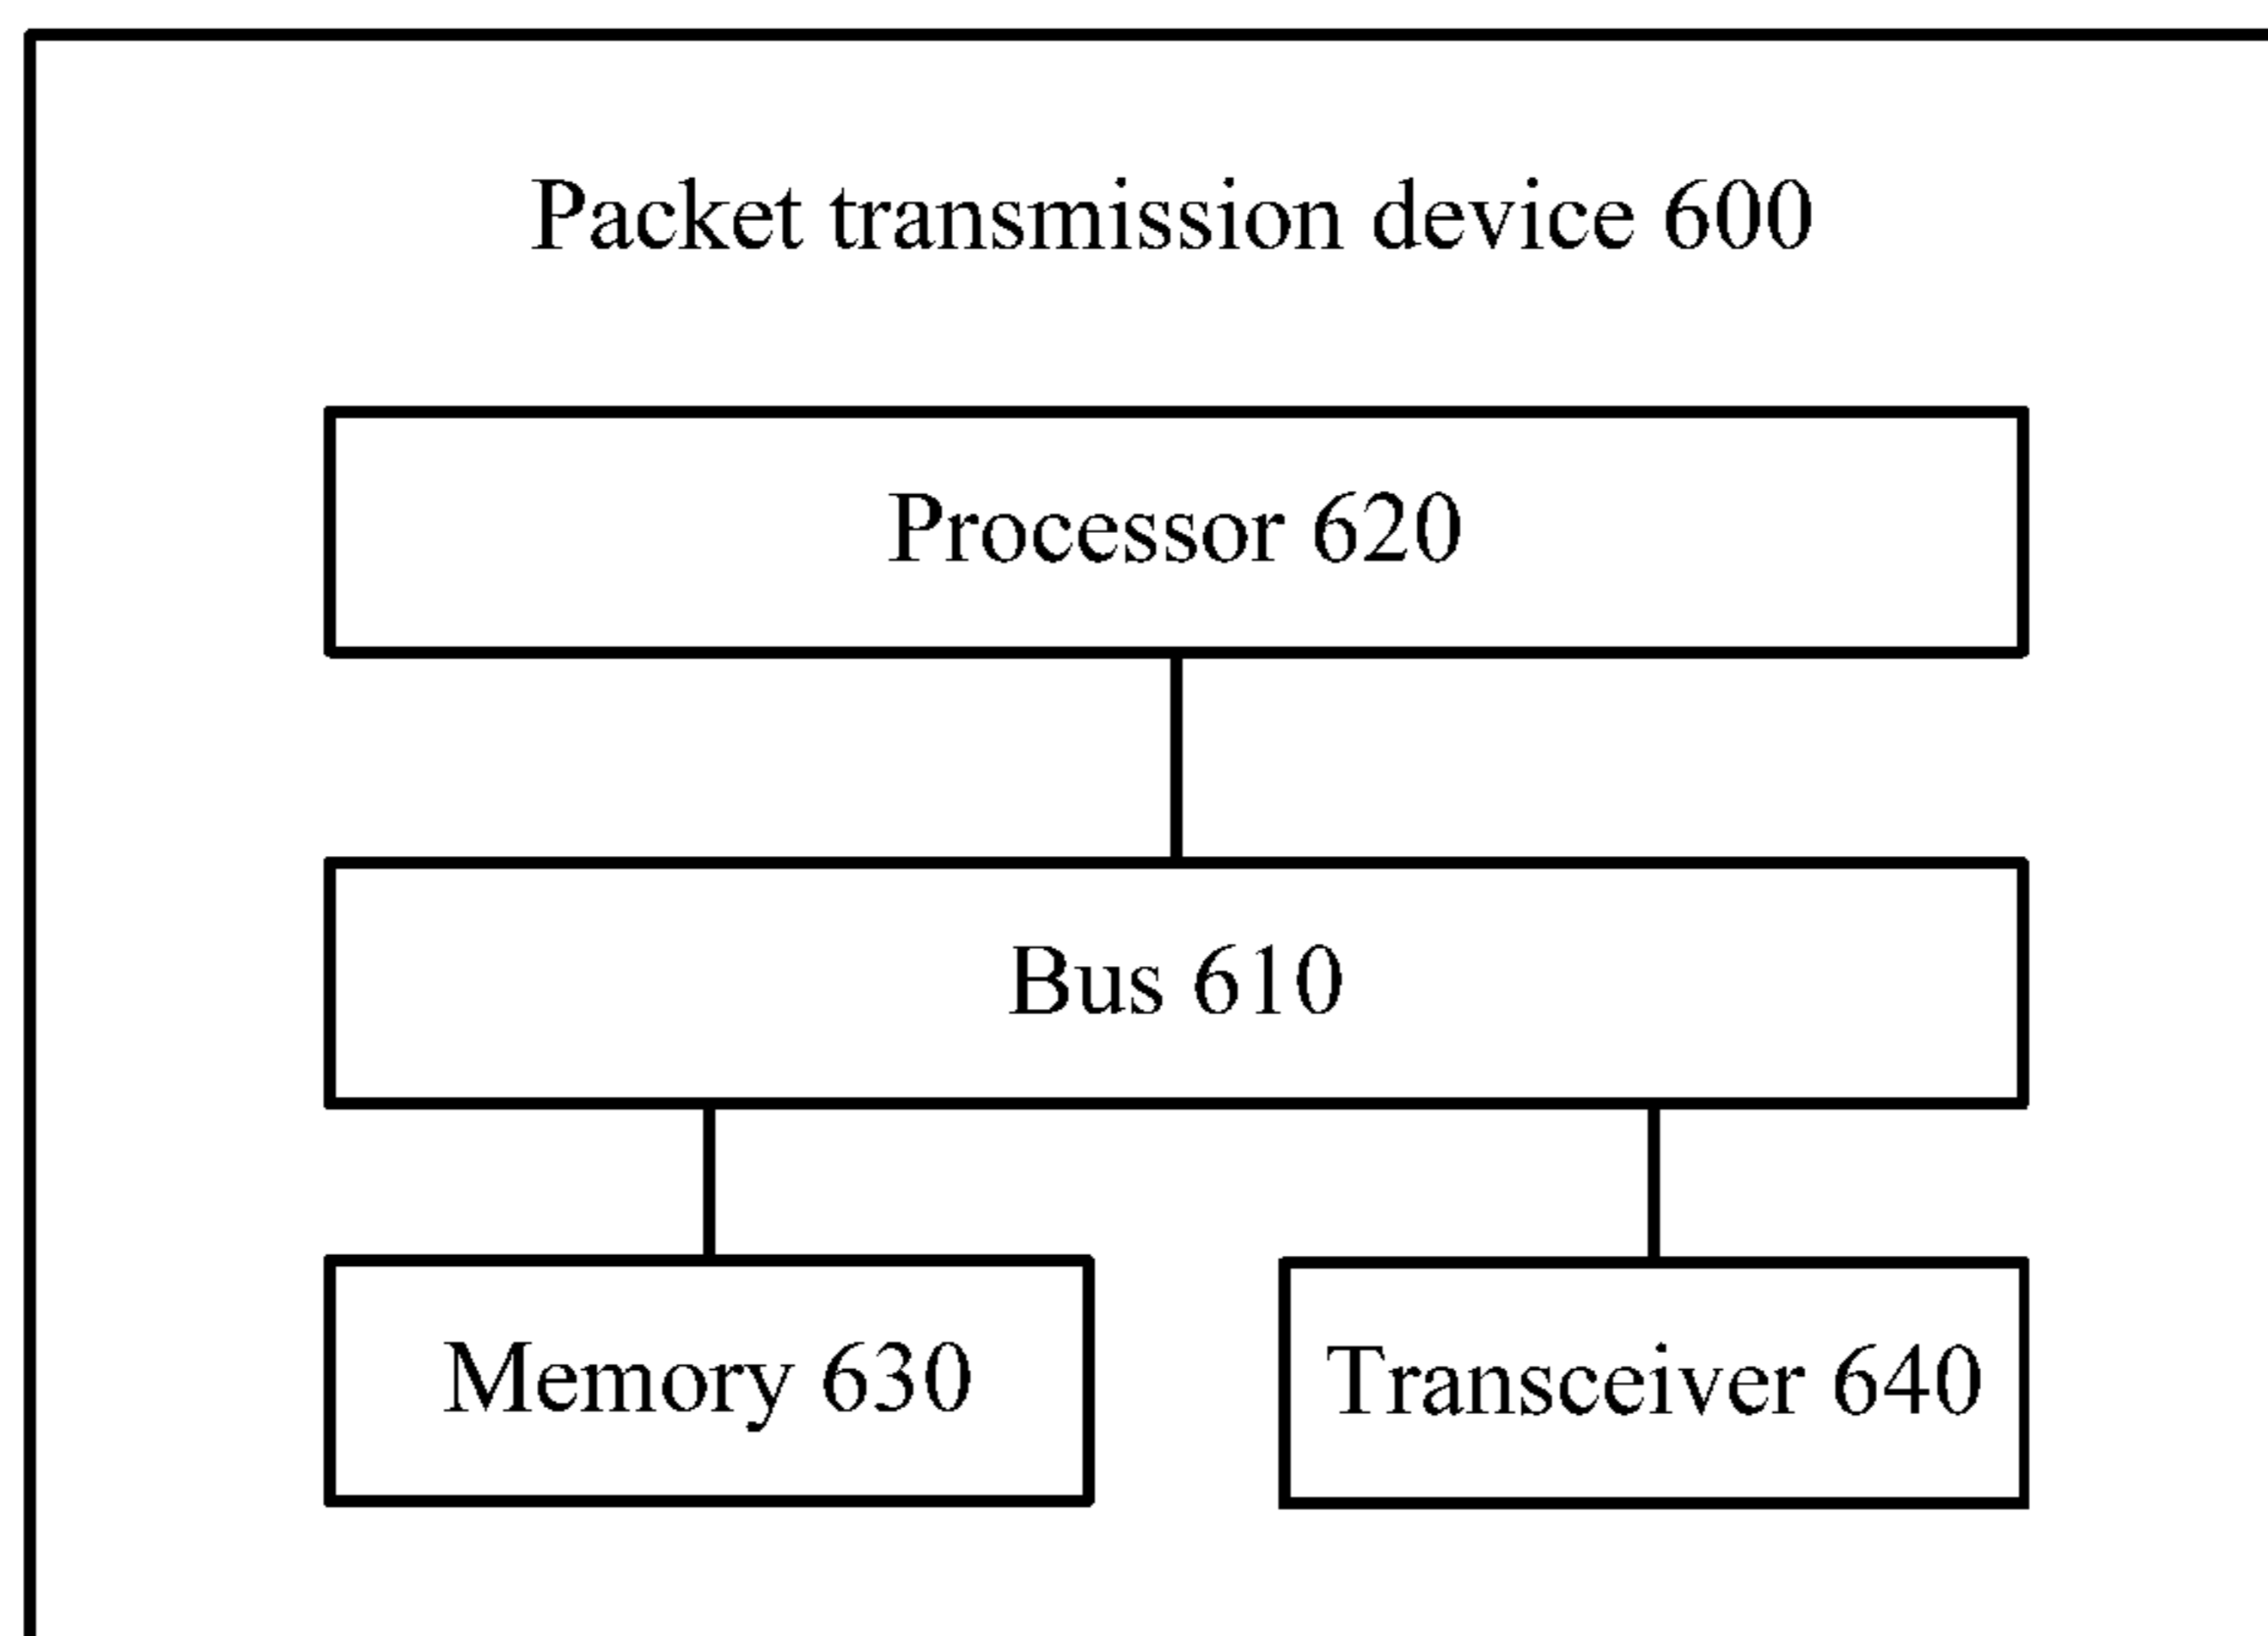 Packet transmission device 600
Processor 620
Bus 610
Memory 630
Transceiver 640